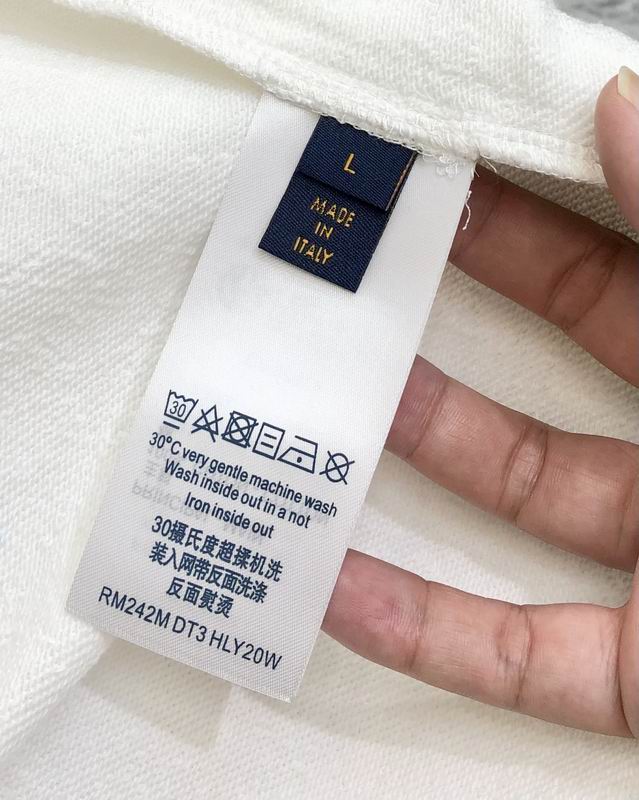 L
MADE
IN
ITALY
30
30°C very gentle machine wash
Wash inside out in a not
Iron inside out
30摄氏度超揉机洗
装入网带反面洗涤
反面熨烫
RM242M DT3 HLY20W